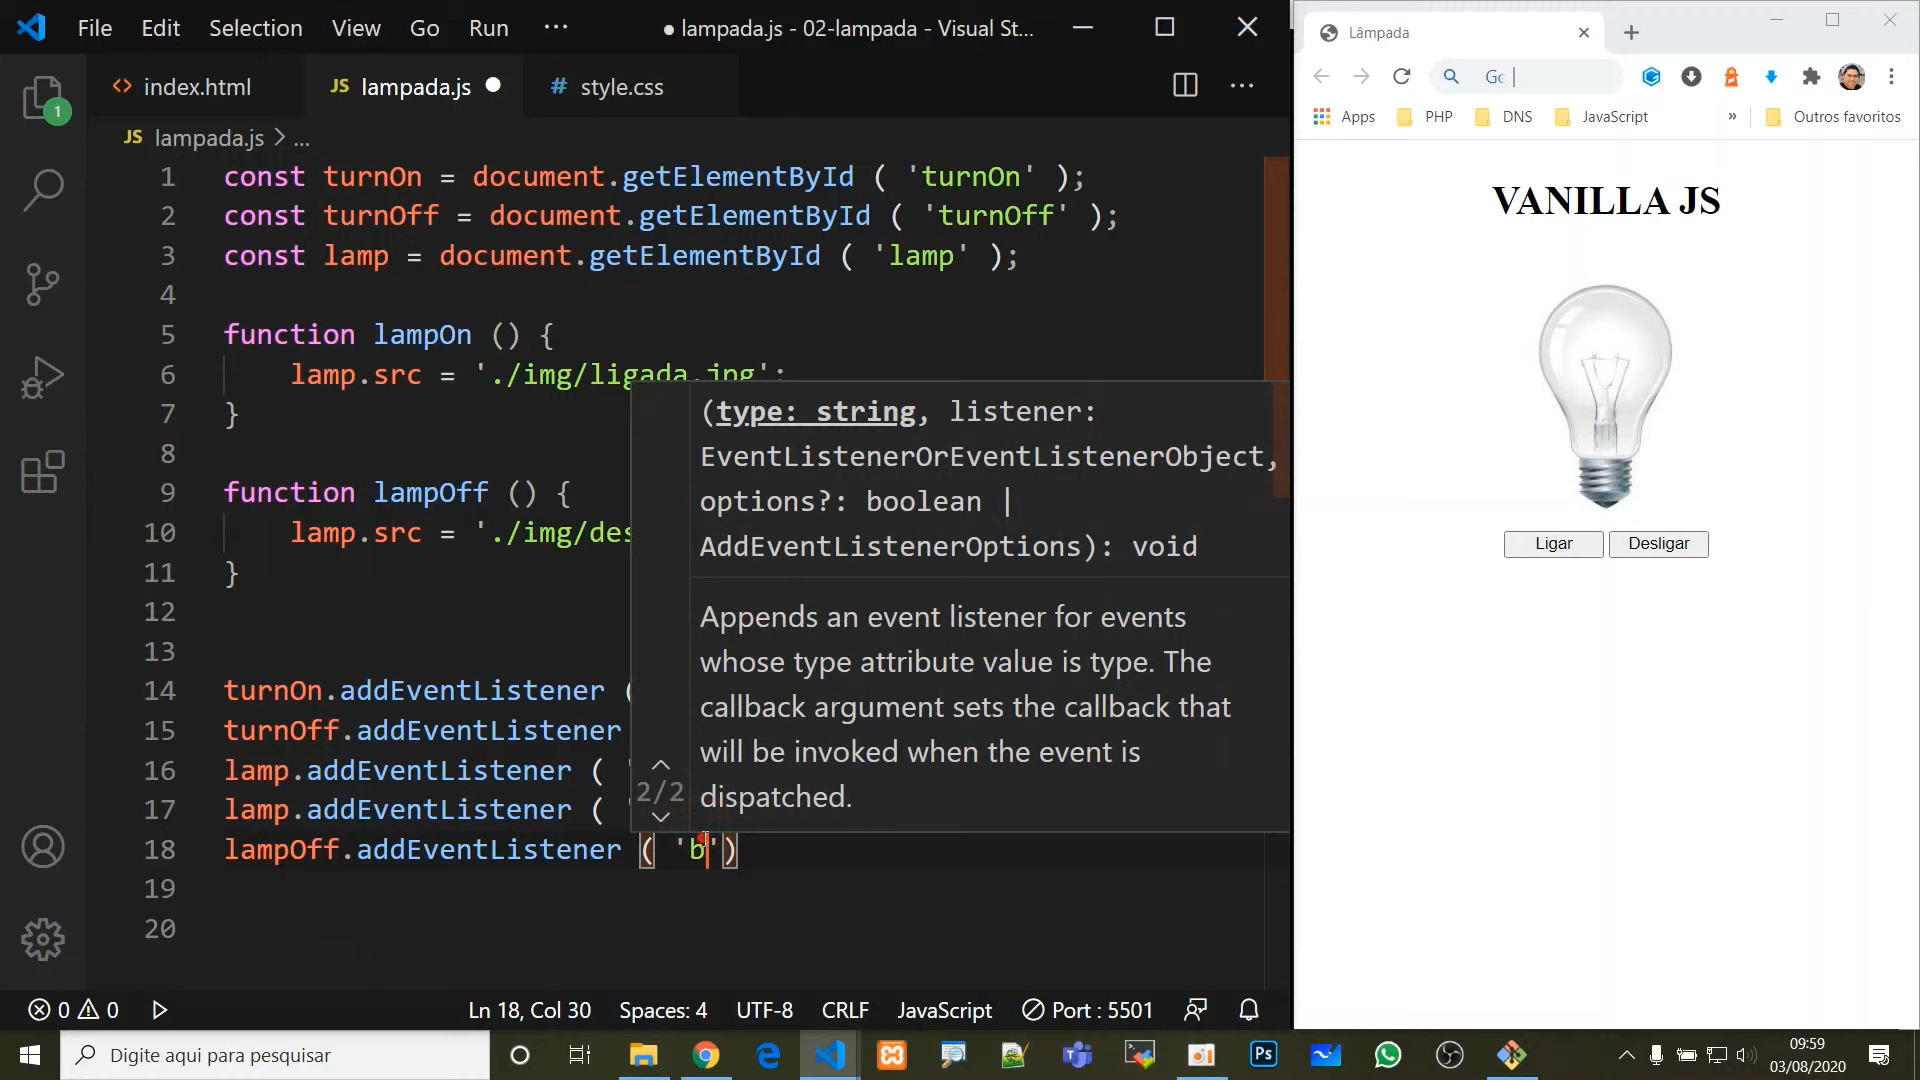 File Edit Selection View Go Run ··· ● lampada.js - 02-lampada - Visual St...
index.html JS lampada.js # style.css
1
JS lampada.js > ...
1 const turnOn = document.getElementById ( 'turnOn' );
2 const turnOff = document.getElementById ( 'turnOff' );
3 const lamp = document.getElementById ( 'lamp' );
4
5 function lampOn () {
6 lamp.src = './img/ligada.jpg';
7 }
8
9 function lampOff () {
10 lamp.src = './img/des
11 }
12
13
14 turnOn.addEventListener (
15 turnOff.addEventListener
16 lamp.addEventListener ( '
17 lamp.addEventListener ( '
18 lampOff.addEventListener ( 'b')
19
20
(type: string, listener:
EventListenerOrEventListenerObject,
options?: boolean |
AddEventListenerOptions): void
Appends an event listener for events
whose type attribute value is type. The
callback argument sets the callback that
will be invoked when the event is
dispatched.
2/2
0 0 Ln 18, Col 30 Spaces: 4 UTF-8 CRLF JavaScript Port : 5501
Lâmpada
Go
Apps PHP DNS JavaScript » Outros favoritos
VANILLA JS
Ligar Desligar
Digite aqui para pesquisar
Ps
09:59
03/08/2020